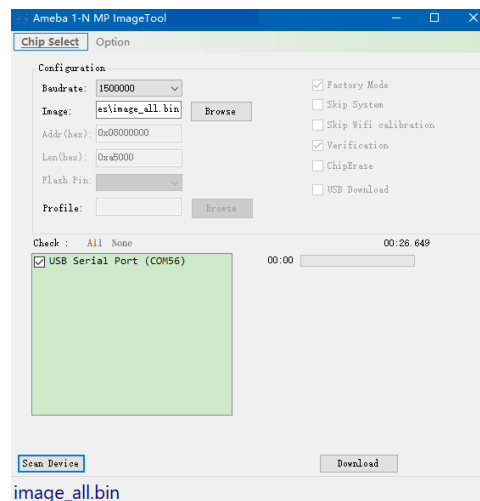 Ameba 1-N MP ImageTool
Chip Select Option
Configuration
Baudrate: 1500000
Image: es\image_all.bin Browse
Addr(hex): 0x08000000
Len(hex): 0xa5000
Flash Pin:
Profile: Browse
Factory Mode
Skip System
Skip Wifi calibration
Verification
ChipErase
USB Download
Check : All None 00:26.649
USB Serial Port (COM56) 00:00
Scan Device Download
image_all.bin